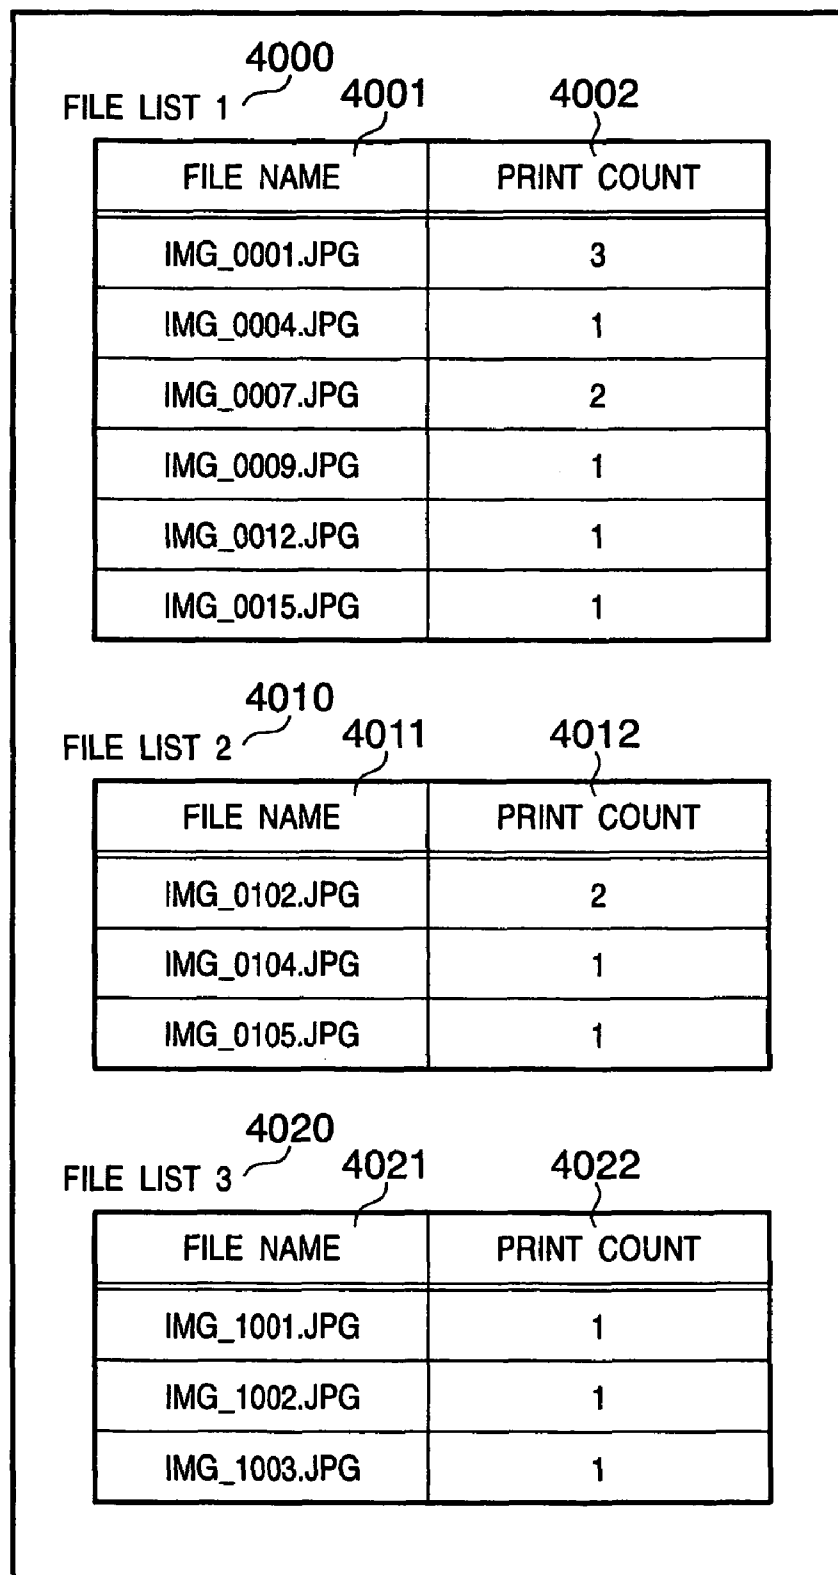 4000
FILE LIST 1
4001 4002
FILE NAME PRINT COUNT
IMG_0001.JPG 3
IMG_0004.JPG 1
IMG_0007.JPG 2
IMG_0009.JPG 1
IMG_0012.JPG 1
IMG_0015.JPG 1
4010
FILE LIST 2
4011 4012
FILE NAME PRINT COUNT
IMG_0102.JPG 2
IMG_0104.JPG 1
IMG_0105.JPG 1
4020
FILE LIST 3
4021 4022
FILE NAME PRINT COUNT
IMG_1001.JPG 1
IMG_1002.JPG 1
IMG_1003.JPG 1